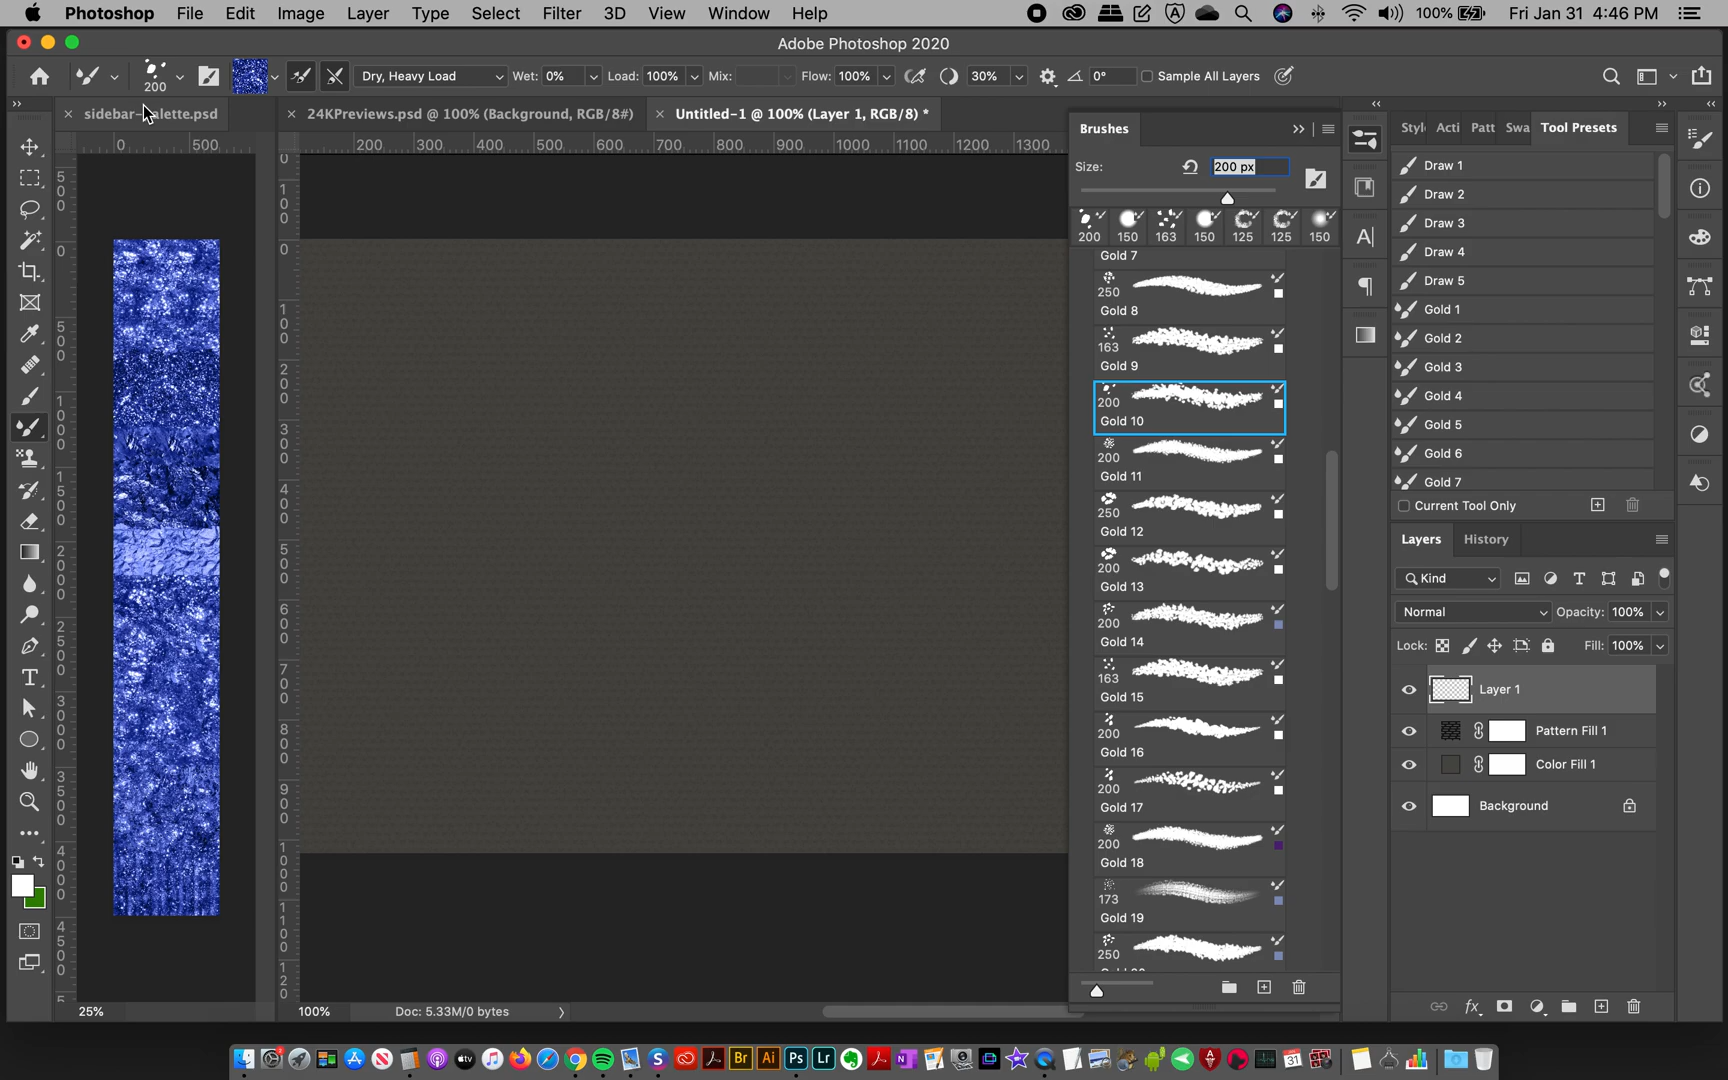 Photoshop File Edit Image Layer Type Select Filter 3D View Window Help 100% Fri Jan 31 4:46 PM
Adobe Photoshop 2020
200 Dry, Heavy Load Wet: 0% Load: 100% Mix: Flow: 100% 30% 0° Sample All Layers
24KPreviews.psd @ 100% (Background, RGB/8#) Untitled-1 @ 100% (Layer 1, RGB/8) *
0 500 200 300 400 500 600 700 800 900 1000 1100 1200 1300
Brushes
Size: 200 px
200 150 163 150 125 125 150
Gold 7
250
Gold 8
163
Gold 9
200
Gold 10
200
Gold 11
250
Gold 12
200
Gold 13
200
Gold 14
163
Gold 15
200
Gold 16
200
Gold 17
200
Gold 18
173
Gold 19
250
Acti Patt Swa Tool Presets
Draw 1
Draw 2
Draw 3
Draw 4
Draw 5
Gold 1
Gold 2
Gold 3
Gold 4
Gold 5
Gold 6
Gold 7
Current Tool Only
Layers History
Kind
Normal Opacity: 100%
Lock: Fill: 100%
Layer 1
Pattern Fill 1
Color Fill 1
Background
25% 100% Doc: 5.33M/0 bytes